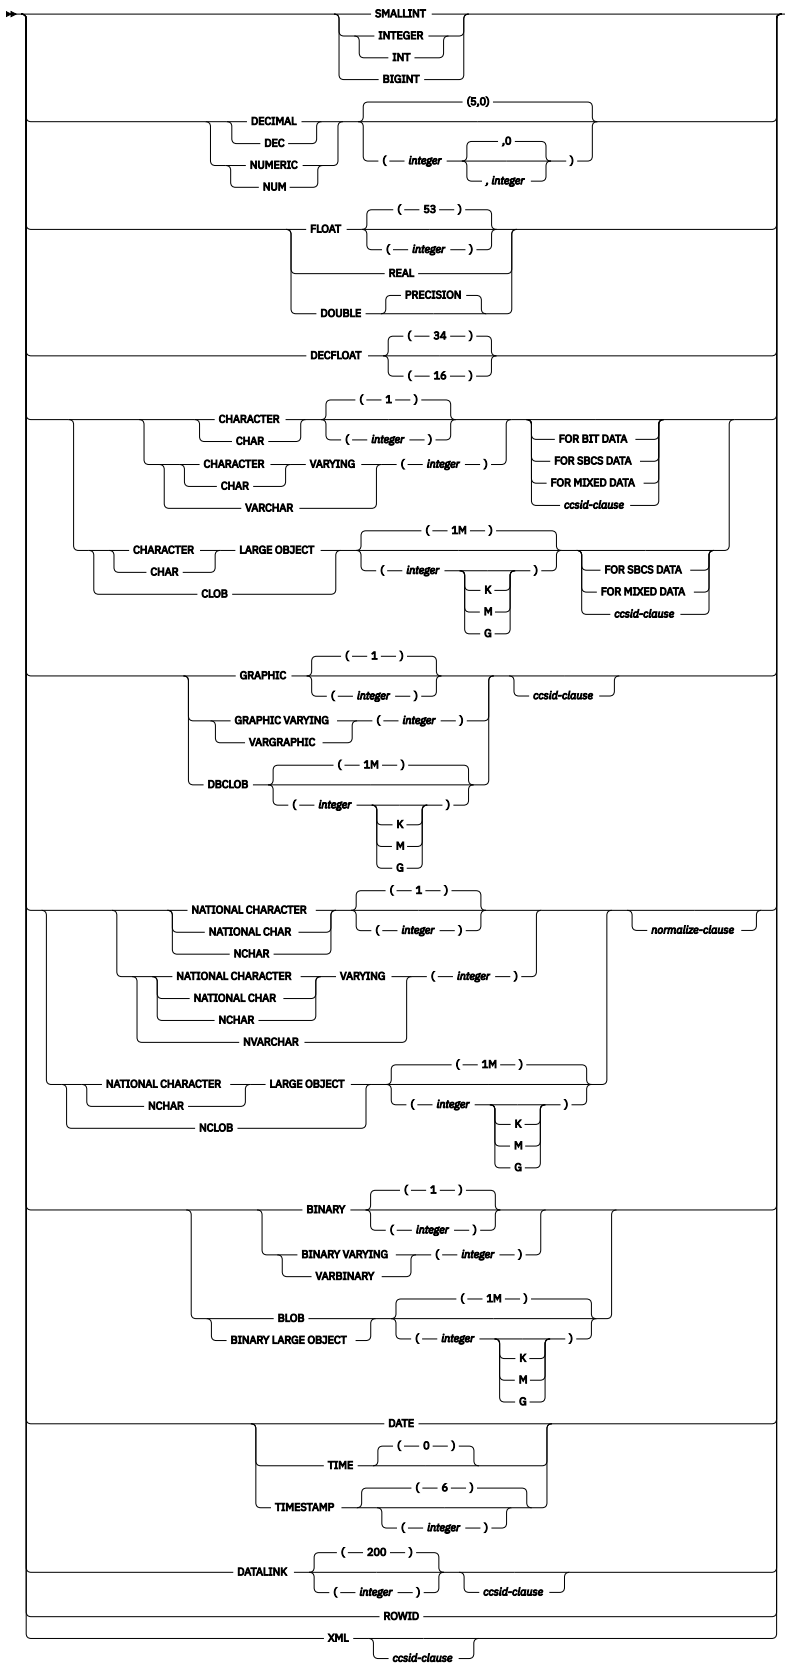 SMALLINT
INTEGER
INT
BIGINT
(5,0)
DECIMAL
DEC
,0
NUMERIC ( integer )
NUM , integer
( 53 )
FLOAT
( integer )
REAL
PRECISION
DOUBLE
( 34 )
DECFLOAT
( 16 )
( 1 )
CHARACTER
CHAR ( integer ) FOR BIT DATA
CHARACTER VARYING ( integer ) FOR SBCS DATA
CHAR FOR MIXED DATA
VARCHAR ccsid-clause
( 1M )
CHARACTER LARGE OBJECT
CHAR ( integer ) FOR SBCS DATA
CLOB K FOR MIXED DATA
M ccsid-clause
G
( 1 )
GRAPHIC
( integer ) ccsid-clause
GRAPHIC VARYING ( integer )
VARGRAPHIC
( 1M )
DBCLOB
( integer )
K
M
G
( 1 )
NATIONAL CHARACTER
NATIONAL CHAR ( integer ) normalize-clause
NCHAR
NATIONAL CHARACTER VARYING ( integer )
NATIONAL CHAR
NCHAR
NVARCHAR
( 1M )
NATIONAL CHARACTER LARGE OBJECT
NCHAR ( integer )
NCLOB K
M
G
( 1 )
BINARY
( integer )
BINARY VARYING ( integer )
VARBINARY
( 1M )
BLOB
BINARY LARGE OBJECT ( integer )
K
M
G
DATE
( 0 )
TIME
( 6 )
TIMESTAMP
( integer )
( 200 )
DATALINK
( integer ) ccsid-clause
ROWID
XML
ccsid-clause